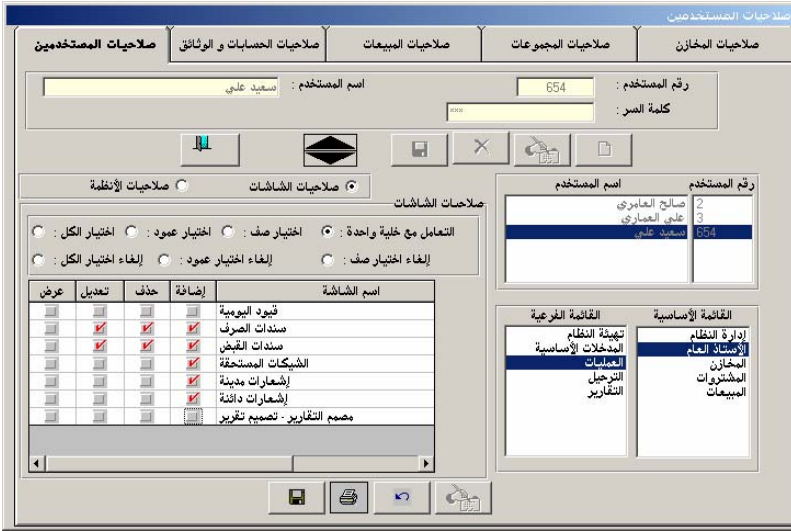 صلاحيات المستخدمين
صلاحيات المخازن
صلاحيات المجموعات
صلاحيات المبيعات
صلاحيات الحسابات و الوثائق
صلاحيات المستخدمين
رقم المستخدم : 654 اسم المستخدم : سعيد علي
كلمة السر : ***
صلاحيات الشاشات صلاحيات الأنظمة
رقم المستخدم اسم المستخدم
2 صالح العامري
3 علي العماري
654 سعيد علي
صلاحيات الشاشات
التعامل مع خلية واحدة : اختيار صف : اختيار عمود : اختيار الكل :
إلغاء اختيار صف : إلغاء اختيار عمود : إلغاء اختيار الكل :
اسم الشاشة إضافة حذف تعديل عرض
قيود اليومية
سندات الصرف
سندات القبض
الشيكات المستحقة
إشعارات مدينة
إشعارات دائنة
مصمم التقارير - تصميم تقرير
القائمة الأساسية
إدارة النظام
الأستاذ العام
المخازن
المشتروات
المبيعات
القائمة الفرعية
تهيئة النظام
المدخلات الأساسية
العمليات
الترحيل
التقارير